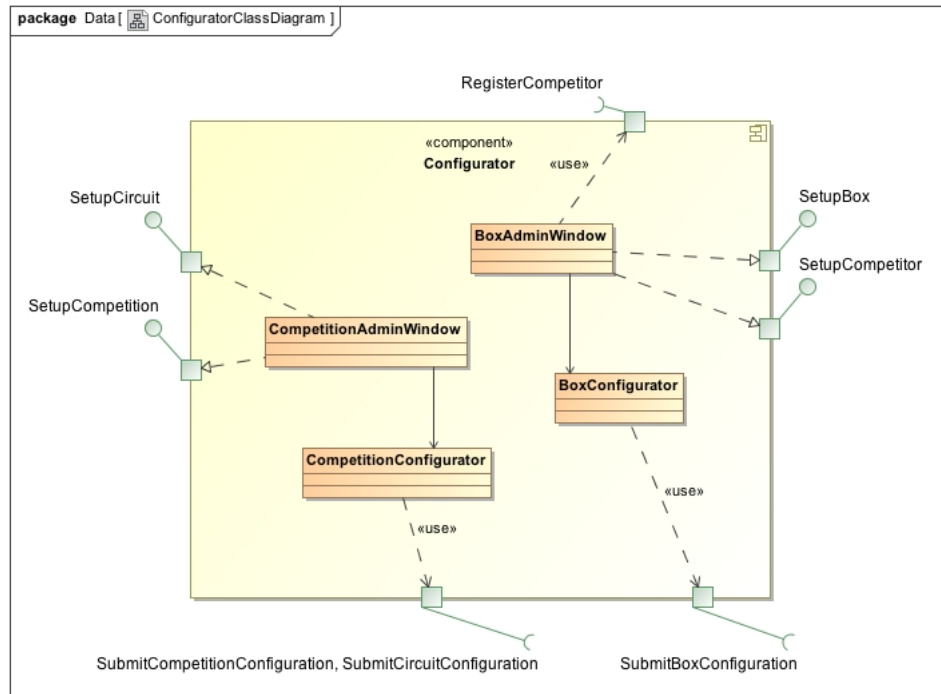 package Data [ ConfiguratorClassDiagram ]
RegisterCompetitor
«component»
Configurator
«use»
SetupCircuit
SetupBox
BoxAdminWindow
SetupCompetitor
SetupCompetition
CompetitionAdminWindow
BoxConfigurator
CompetitionConfigurator
«use»
«use»
SubmitCompetitionConfiguration, SubmitCircuitConfiguration
SubmitBoxConfiguration